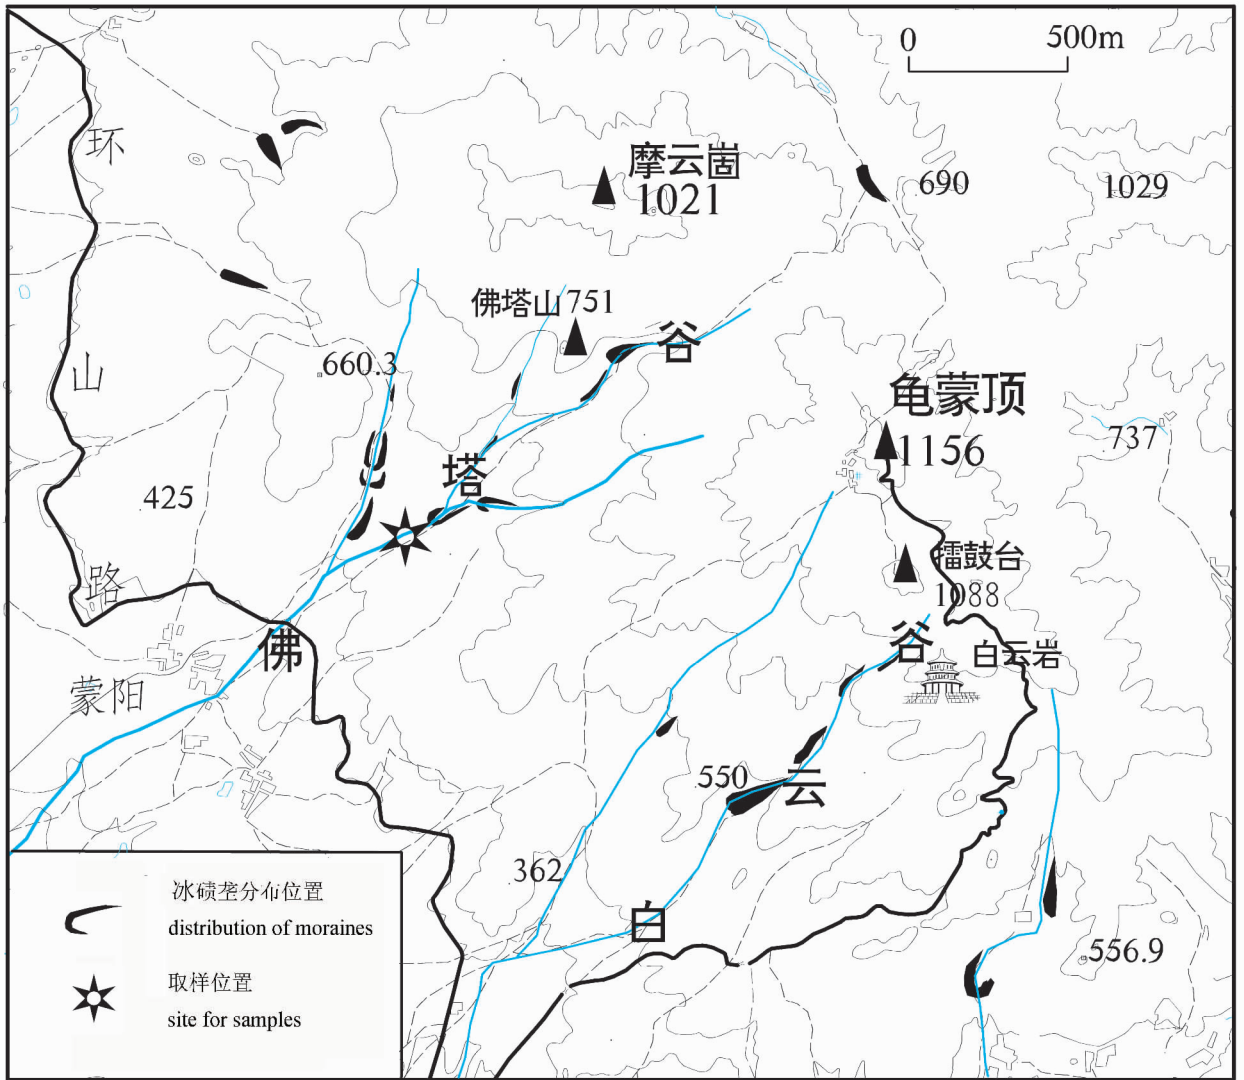 0 500m
环
摩云崮
1021
690
1029
佛塔山751
谷
山
660.3
龟蒙顶
1156
737
塔
425
擂鼓台
1088
路
谷
白云岩
佛
蒙阳
550
云
362
白
556.9
冰碛垄分布位置
distribution of moraines
取样位置
site for samples